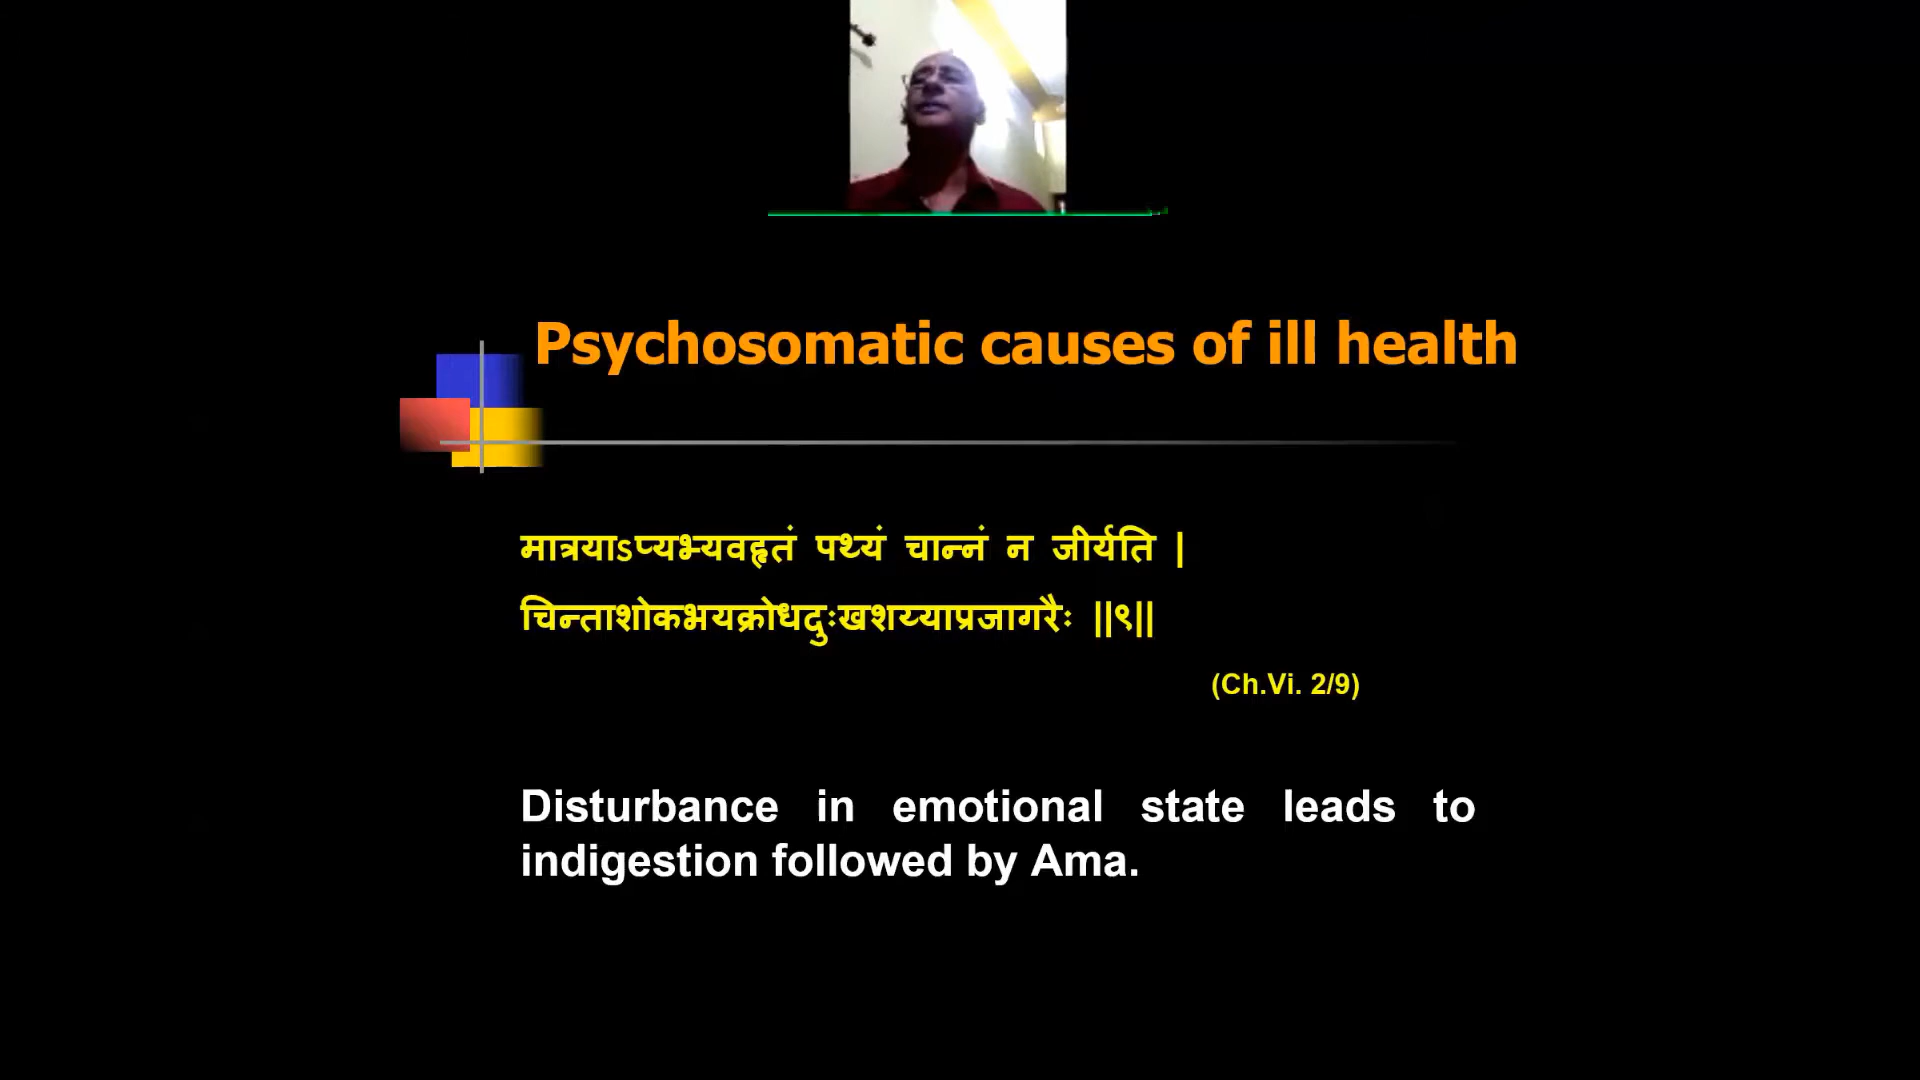 Psychosomatic causes of ill health
मात्रयाऽप्यभ्यवहृतं पथ्यं चान्नं न जीर्यति |
चिन्ताशोकभयक्रोधदुःखशय्याप्रजागरैः ||९||
(Ch.Vi. 2/9)
Disturbance in emotional state leads to
indigestion followed by Ama.